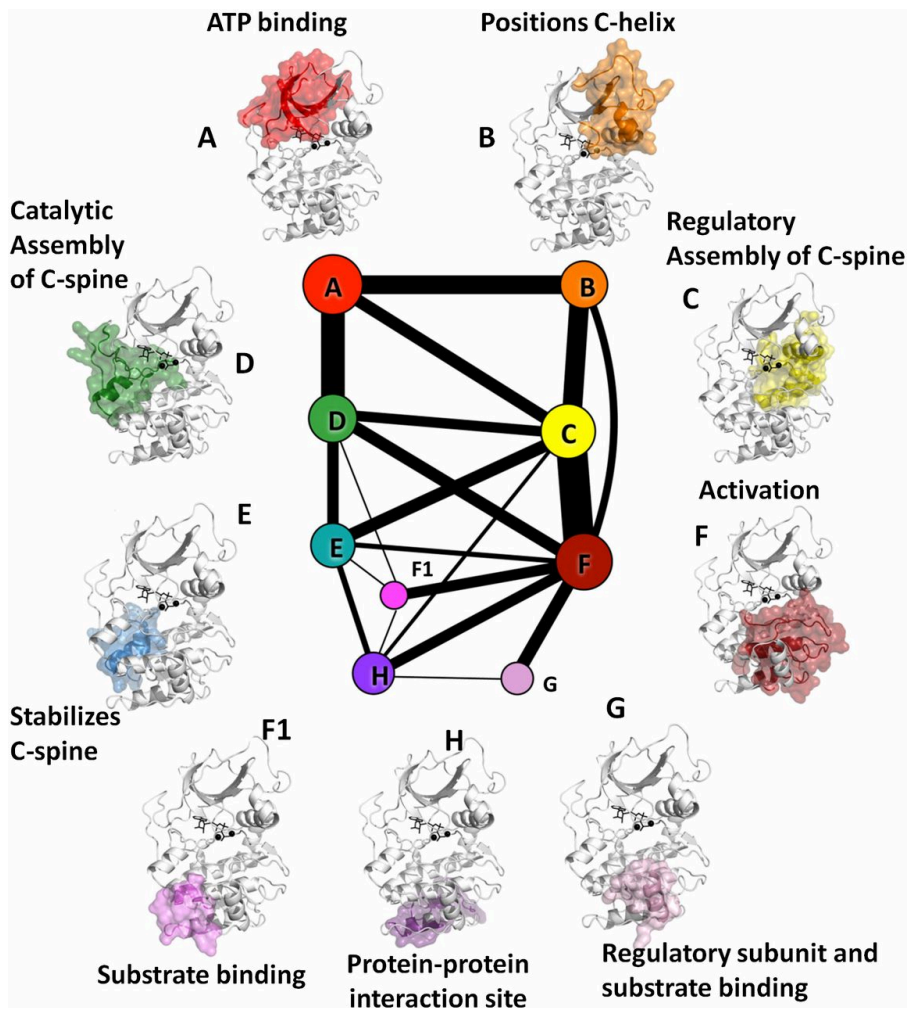 ATP binding
Positions C-helix
A
B
Catalytic
Assembly
of C-spine
Regulatory
Assembly of C-spine
A
B
C
D
D
C
Activation
E
E
F1
F
F
H
G
Stabilizes
C-spine
F1
H
G
Substrate binding
Protein-protein
interaction site
Regulatory subunit and
substrate binding